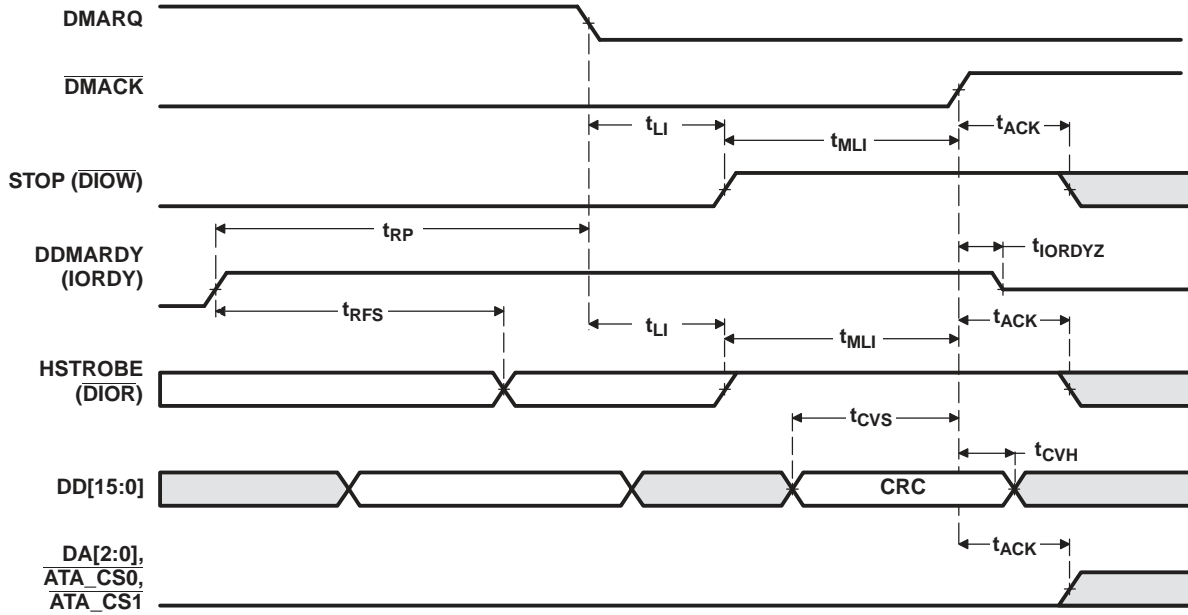 DMARQ
DMACK
tLI
tACK
tMLI
STOP (DIOW)
tRP
DDMARDY
(IORDY)
tIORDYZ
tRFS
tLI
tACK
tMLI
HSTROBE
(DIOR)
tCVS
tCVH
DD[15:0]
CRC
tACK
DA[2:0],
ATA_CS0,
ATA_CS1